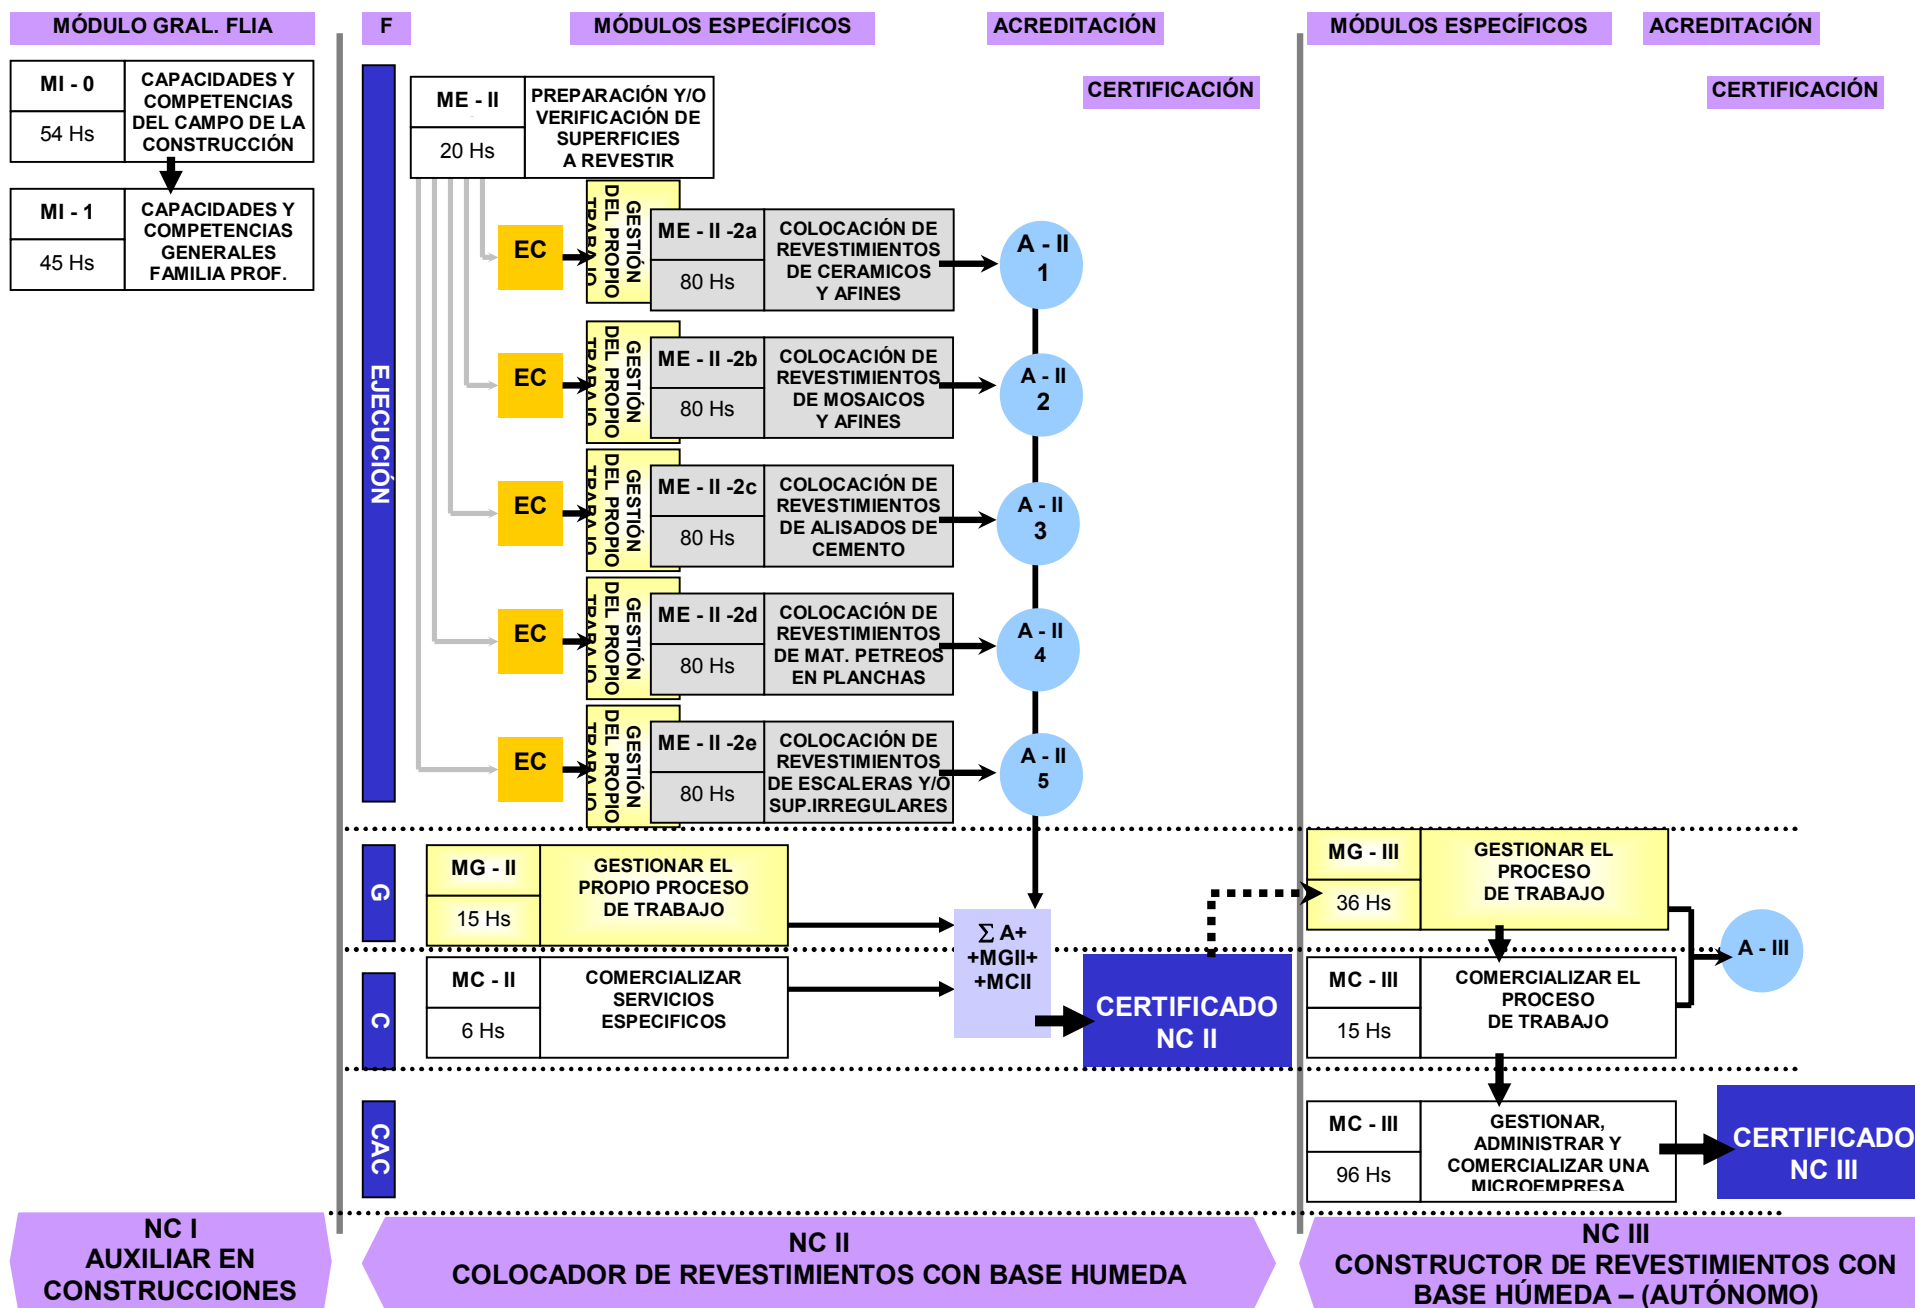 MÓDULO GRAL. FLIA
F
MÓDULOS ESPECÍFICOS
ACREDITACIÓN
MÓDULOS ESPECÍFICOS
ACREDITACIÓN
CERTIFICACIÓN
CERTIFICACIÓN
MI - 0
54 Hs
CAPACIDADES Y
COMPETENCIAS
DEL CAMPO DE LA
CONSTRUCCIÓN
MI - 1
45 Hs
CAPACIDADES Y
COMPETENCIAS
GENERALES
FAMILIA PROF.
EJECUCIÓN
ME - II
20 Hs
PREPARACIÓN Y/O
VERIFICACIÓN DE
SUPERFICIES
A REVESTIR
EC
GESTIÓN
DEL PROPIO
TRABAJO
ME - II -2a
80 Hs
COLOCACIÓN DE
REVESTIMIENTOS
DE CERAMICOS
Y AFINES
A - II
1
EC
GESTIÓN
DEL PROPIO
TRABAJO
ME - II -2b
80 Hs
COLOCACIÓN DE
REVESTIMIENTOS
DE MOSAICOS
Y AFINES
A - II
2
EC
GESTIÓN
DEL PROPIO
TRABAJO
ME - II -2c
80 Hs
COLOCACIÓN DE
REVESTIMIENTOS
DE ALISADOS DE
CEMENTO
A - II
3
EC
GESTIÓN
DEL PROPIO
TRABAJO
ME - II -2d
80 Hs
COLOCACIÓN DE
REVESTIMIENTOS
DE MAT. PETREOS
EN PLANCHAS
A - II
4
EC
GESTIÓN
DEL PROPIO
TRABAJO
ME - II -2e
80 Hs
COLOCACIÓN DE
REVESTIMIENTOS
DE ESCALERAS Y/O
SUP.IRREGULARES
A - II
5
G
MG - II
15 Hs
GESTIONAR EL
PROPIO PROCESO
DE TRABAJO
C
MC - II
6 Hs
COMERCIALIZAR
SERVICIOS
ESPECIFICOS
Σ A+
+MGII+
+MCII
CERTIFICADO
NC II
MG - III
36 Hs
GESTIONAR EL
PROCESO
DE TRABAJO
MC - III
15 Hs
COMERCIALIZAR EL
PROCESO
DE TRABAJO
A - III
CAC
MC - III
96 Hs
GESTIONAR,
ADMINISTRAR Y
COMERCIALIZAR UNA
MICROEMPRESA
CERTIFICADO
NC III
NC I
AUXILIAR EN
CONSTRUCCIONES
NC II
COLOCADOR DE REVESTIMIENTOS CON BASE HUMEDA
NC III
CONSTRUCTOR DE REVESTIMIENTOS CON
BASE HÚMEDA – (AUTÓNOMO)